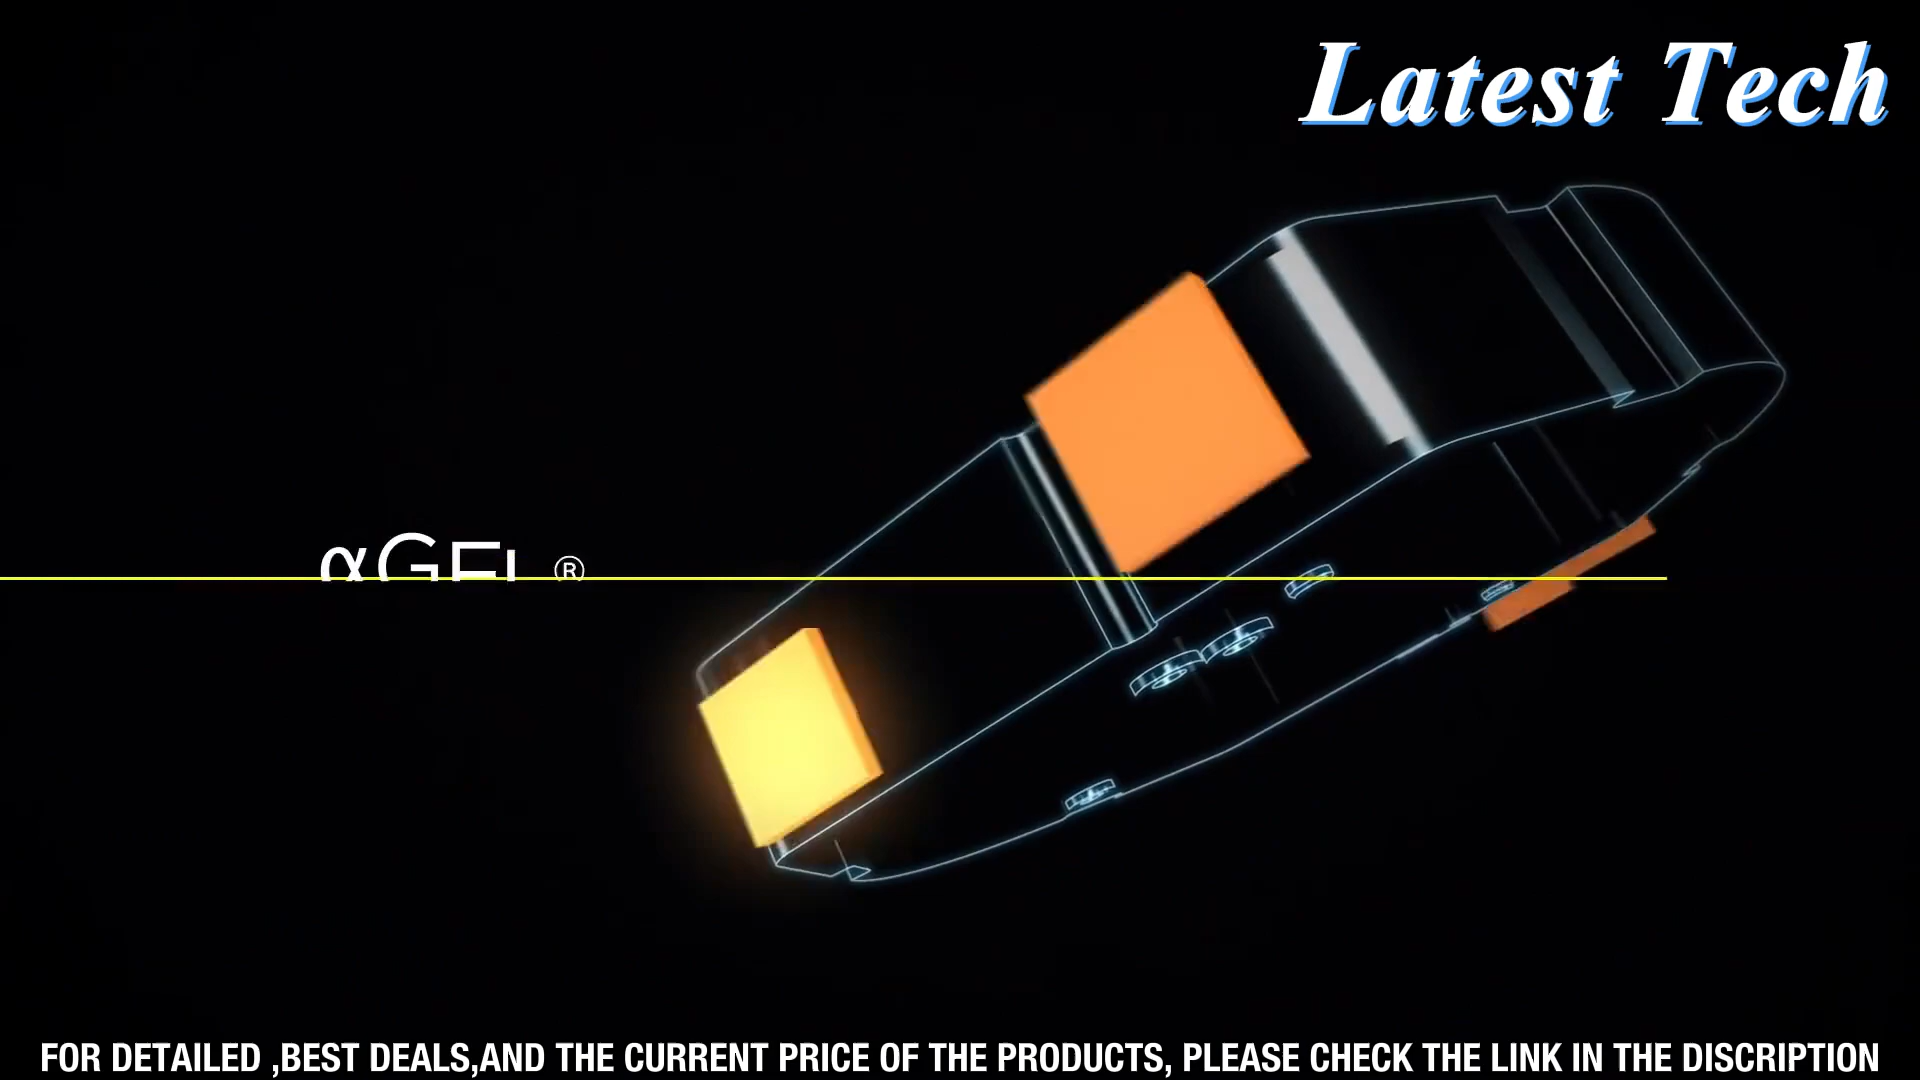 Latest Tech
αGEL®
FOR DETAILED ,BEST DEALS,AND THE CURRENT PRICE OF THE PRODUCTS, PLEASE CHECK THE LINK IN THE DISCRIPTION